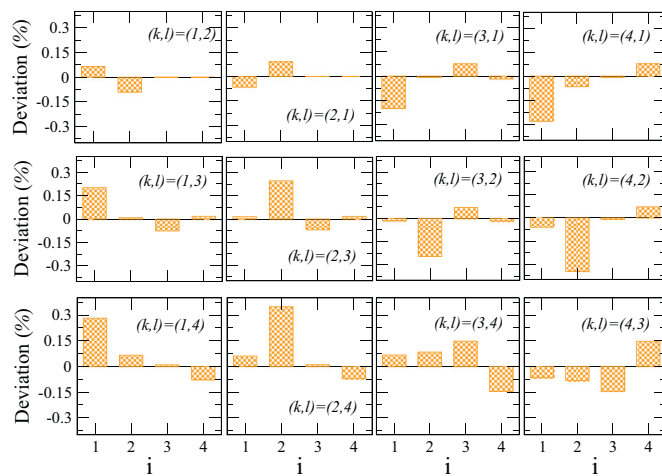 0.3
Deviation (%)
0.15
0
-0.15
-0.3
(k,l)=(1,2)
(k,l)=(2,1)
(k,l)=(3,1)
(k,l)=(4,1)
0.3
Deviation (%)
0.15
0
-0.15
-0.3
(k,l)=(1,3)
(k,l)=(2,3)
(k,l)=(3,2)
(k,l)=(4,2)
0.3
Deviation (%)
0.15
0
-0.15
-0.3
(k,l)=(1,4)
(k,l)=(2,4)
(k,l)=(3,4)
(k,l)=(4,3)
1 2 3 4 1 2 3 4 1 2 3 4 1 2 3 4
i i i i